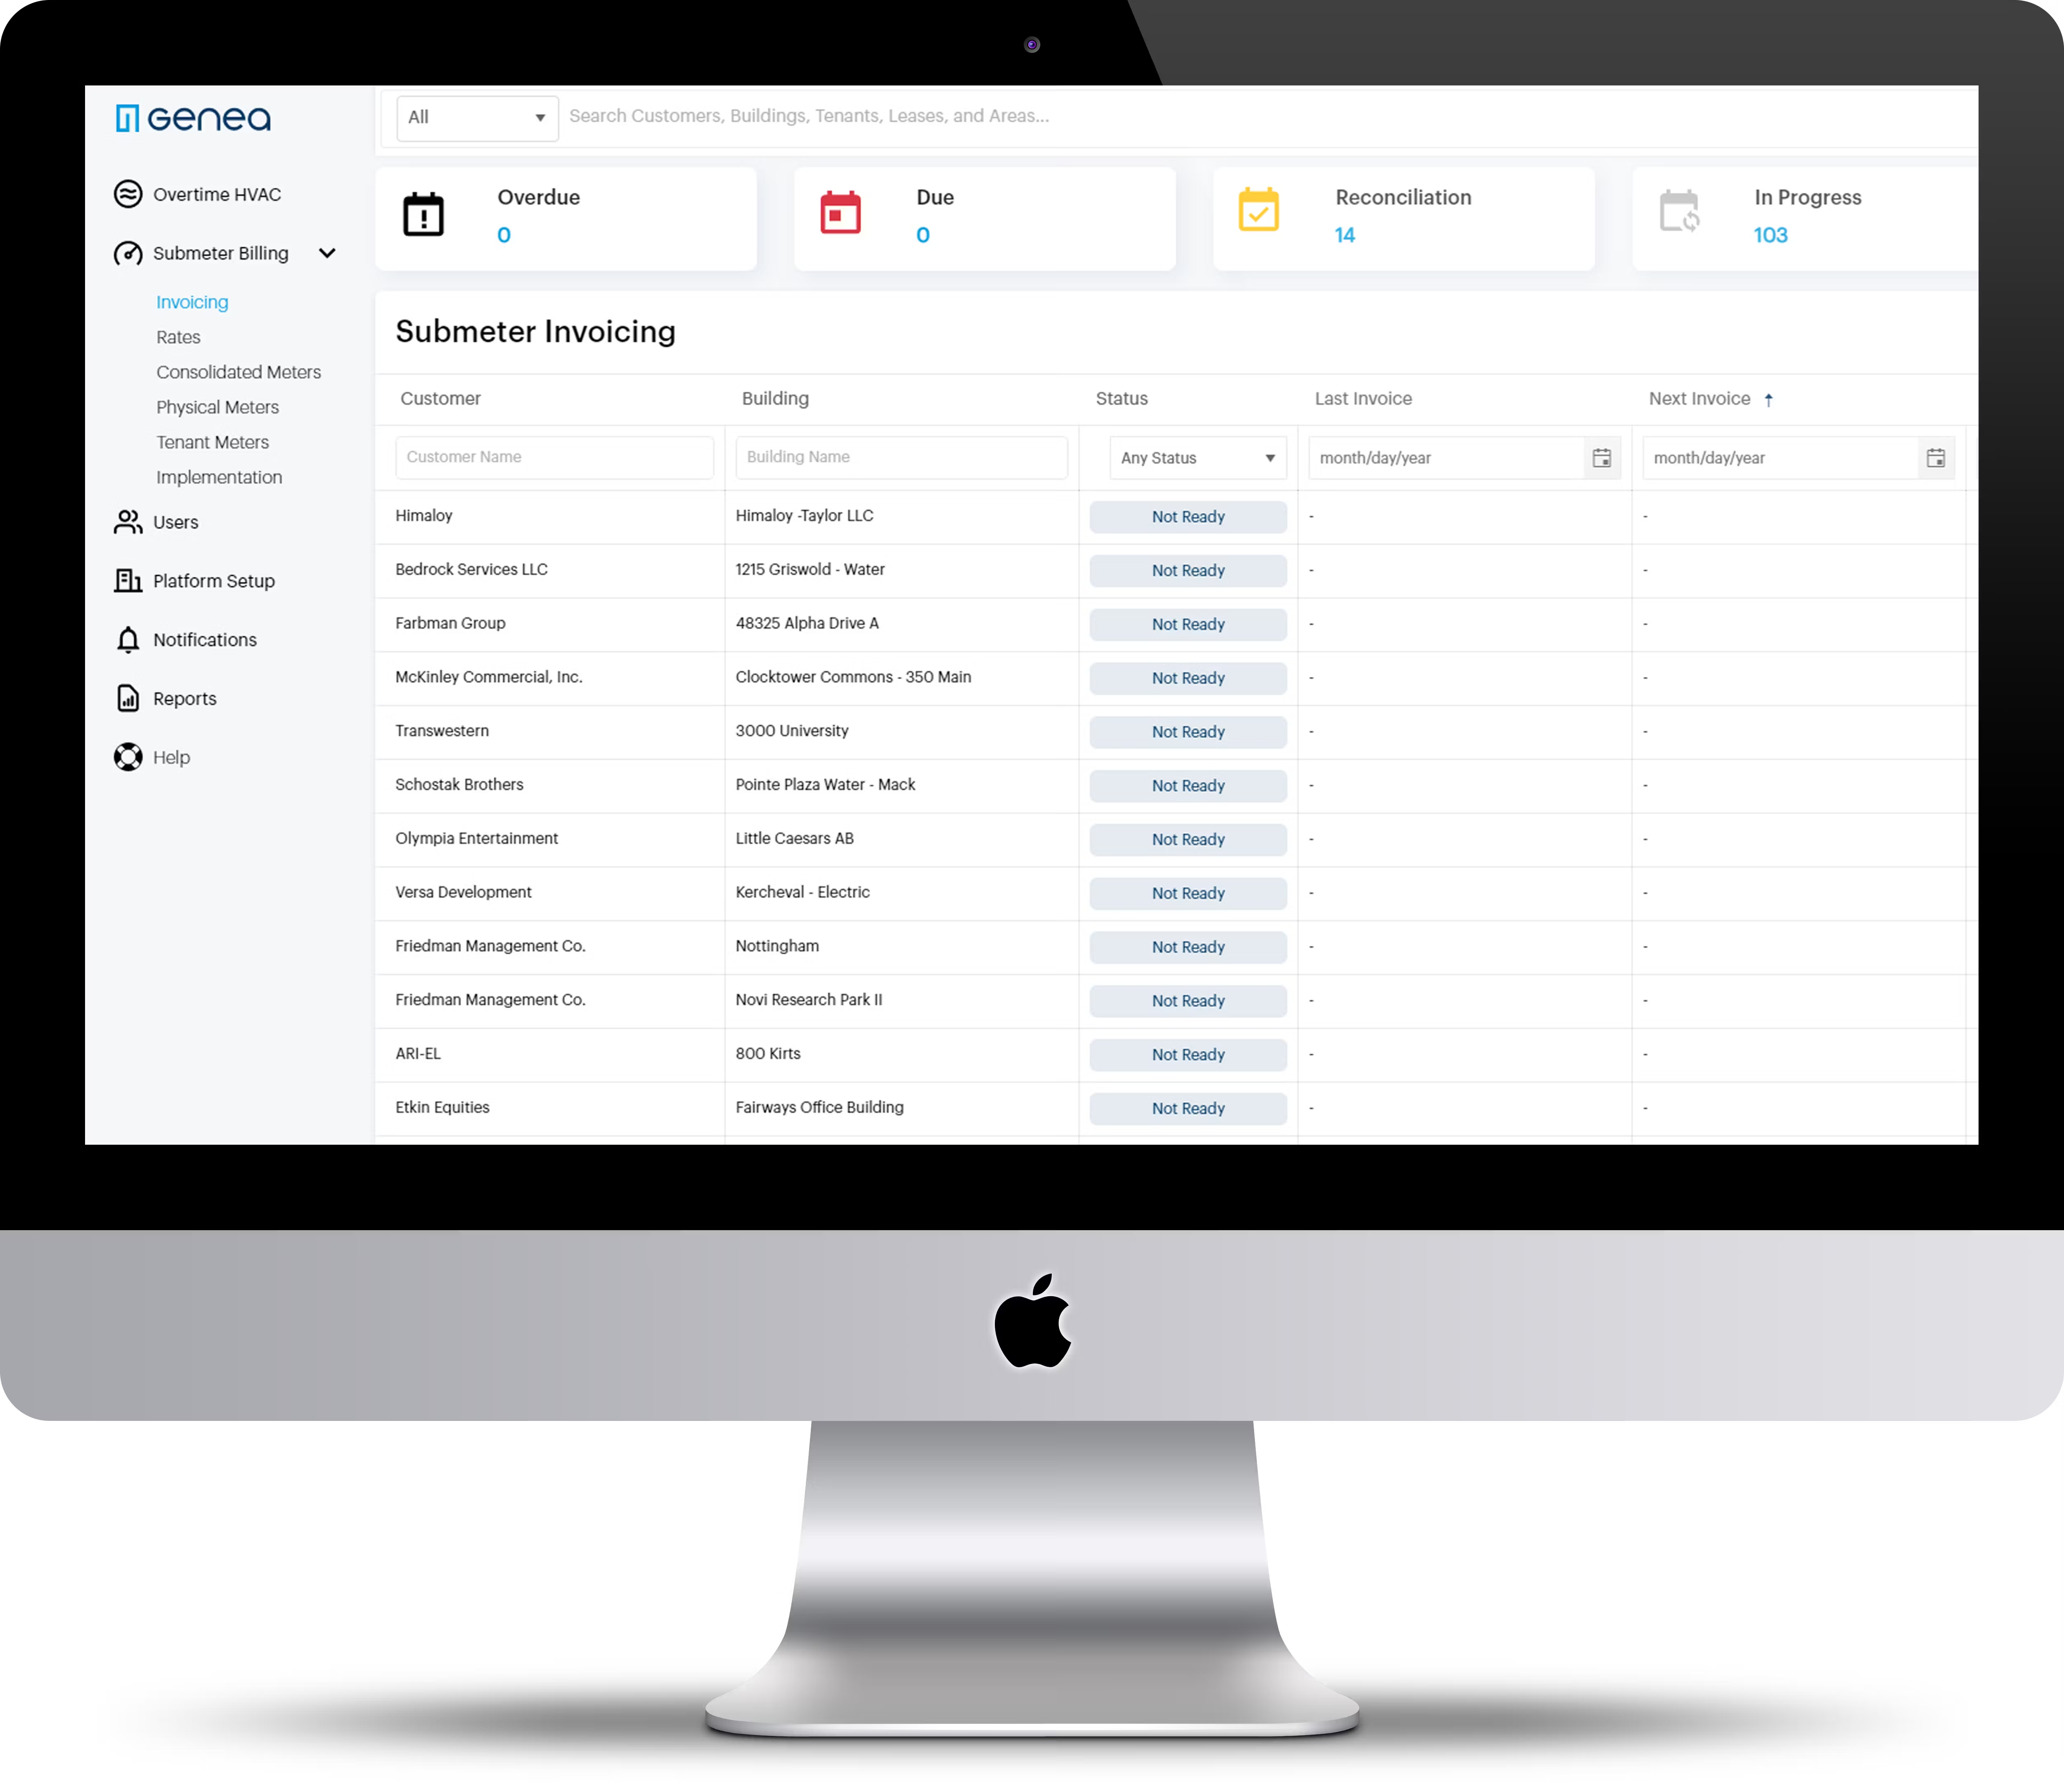 Genea
All
Search Customers, Buildings, Tenants, Leases, and Areas...
Overtime HVAC
Submeter Billing
Invoicing
Rates
Consolidated Meters
Physical Meters
Tenant Meters
Implementation
Users
Platform Setup
Notifications
Reports
Help
Overdue
0
Due
0
Reconciliation
14
In Progress
103
Submeter Invoicing
Customer Building Status Last Invoice Next Invoice ↑
Customer Name Building Name Any Status month/day/year month/day/year
Himaloy Himaloy -Taylor LLC Not Ready - -
Bedrock Services LLC 1215 Griswold - Water Not Ready - -
Farbman Group 48325 Alpha Drive A Not Ready - -
McKinley Commercial, Inc. Clocktower Commons - 350 Main Not Ready - -
Transwestern 3000 University Not Ready - -
Schostak Brothers Pointe Plaza Water - Mack Not Ready - -
Olympia Entertainment Little Caesars AB Not Ready - -
Versa Development Kercheval - Electric Not Ready - -
Friedman Management Co. Nottingham Not Ready - -
Friedman Management Co. Novi Research Park II Not Ready - -
ARI-EL 800 Kirts Not Ready - -
Etkin Equities Fairways Office Building Not Ready - -